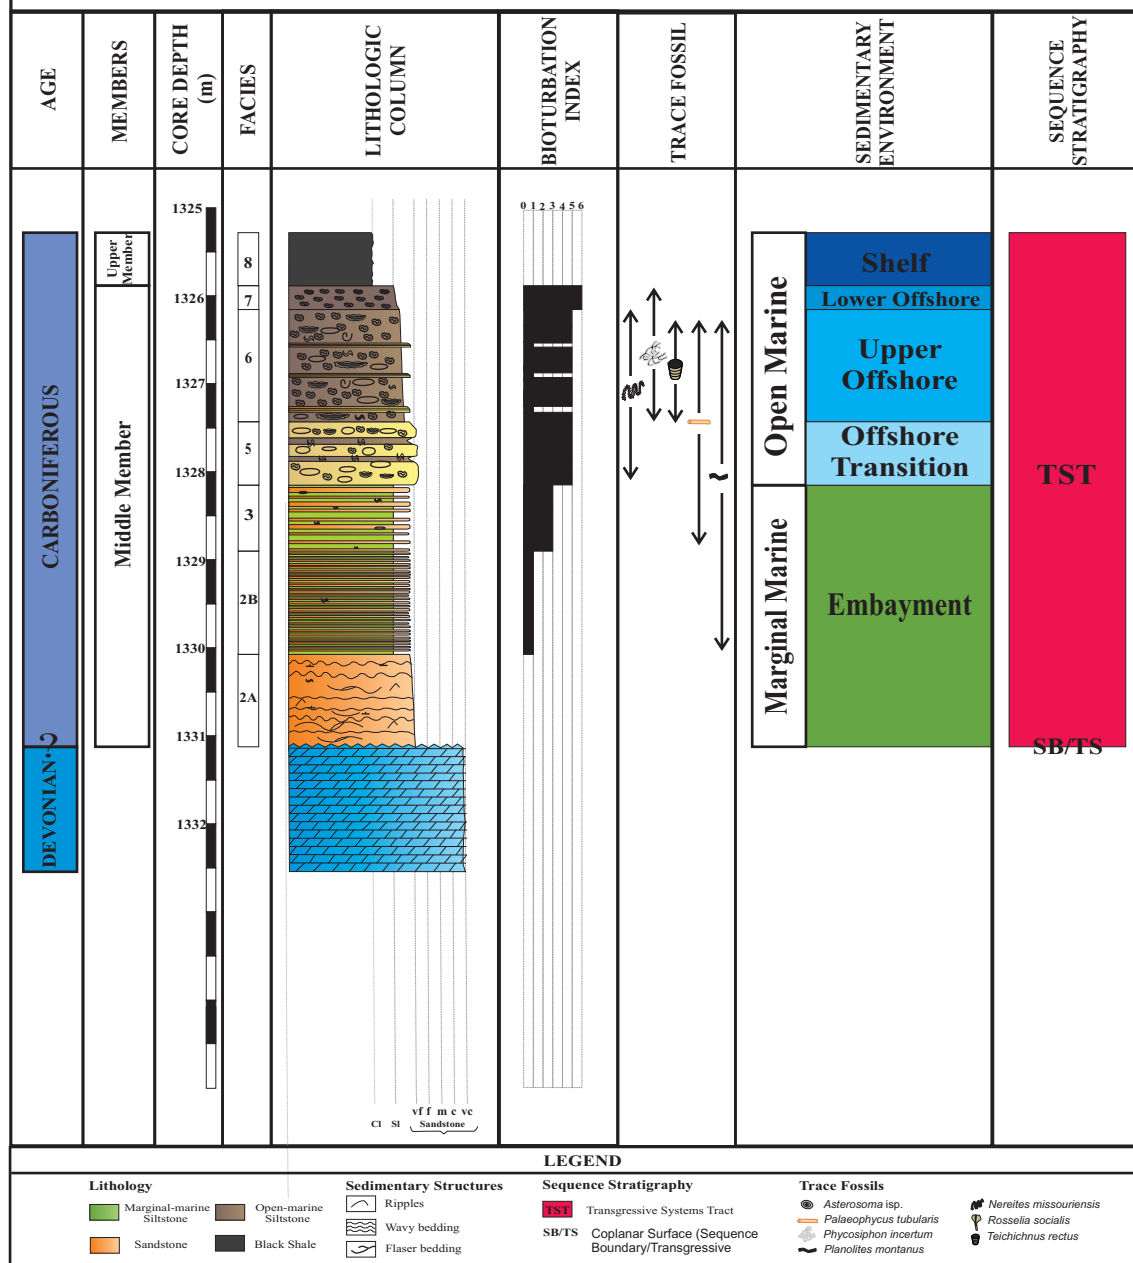 AGE
MEMBERS
CORE DEPTH
(m)
FACIES
LITHOLOGIC
COLUMN
BIOTURBATION
INDEX
TRACE FOSSIL
SEDIMENTARY
ENVIRONMENT
SEQUENCE
STRATIGRAPHY
CARBONIFEROUS
?
DEVONIAN
Upper
Member
Middle Member
1325
1326
1327
1328
1329
1330
1331
1332
8
7
6
5
3
2B
2A
0 1 2 3 4 5 6
Open Marine
Marginal Marine
Shelf
Lower Offshore
Upper
Offshore
Offshore
Transition
Embayment
TST
SB/TS
vf f m c vc
Cl Sl Sandstone
LEGEND
Lithology
Marginal-marine
Siltstone
Open-marine
Siltstone
Sandstone
Black Shale
Sedimentary Structures
Ripples
Wavy bedding
Flaser bedding
Sequence Stratigraphy
TST Transgressive Systems Tract
SB/TS Coplanar Surface (Sequence
Boundary/Transgressive
Trace Fossils
Asterosoma isp.
Palaeophycus tubularis
Phycosiphon incertum
Planolites montanus
Nereites missouriensis
Rosselia socialis
Teichichnus rectus